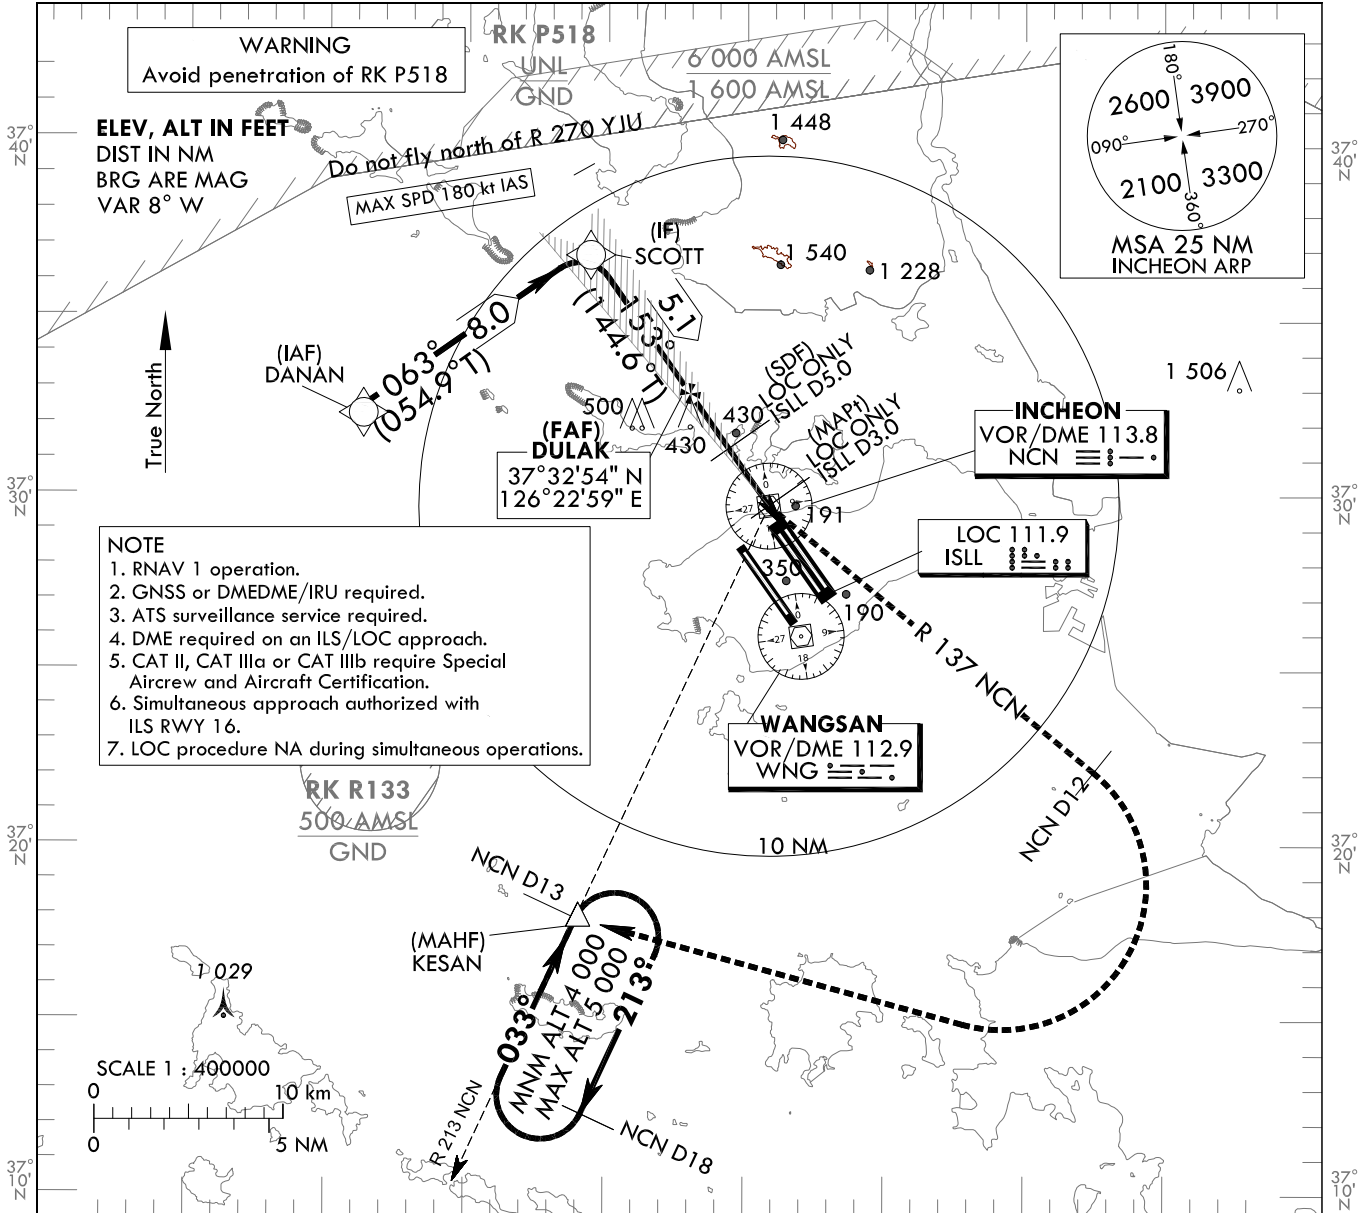 WARNING
Avoid penetration of RK P518
RK P518
UNL
GND
6 000 AMSL
1 600 AMSL
180°
2600
3900
090°
270°
2100
3300
360°
MSA 25 NM
INCHEON ARP
ELEV, ALT IN FEET
DIST IN NM
BRG ARE MAG
VAR 8° W
37°
40'
N
37°
40'
N
Do not fly north of R 270 YJU
MAX SPD 180 kt IAS
1 448
(IF)
SCOTT
1 540
1 228
1 506
True North
(IAF)
DANAN
063°
8.0
(054.9°T)
153°
5.1
(144.6°T)
(SDF)
LOC ONLY
ISLL D5.0
(MAPt)
LOC ONLY
ISLL D3.0
500
430
430
(FAF)
DULAK
37°32'54" N
126°22'59" E
INCHEON
VOR/DME 113.8
NCN
37°
30'
N
37°
30'
N
0
9
27
191
LOC 111.9
ISLL
350
190
0
9
18
27
NOTE
1. RNAV 1 operation.
2. GNSS or DMEDME/IRU required.
3. ATS surveillance service required.
4. DME required on an ILS/LOC approach.
5. CAT II, CAT IIIa or CAT IIIb require Special
Aircrew and Aircraft Certification.
6. Simultaneous approach authorized with
ILS RWY 16.
7. LOC procedure NA during simultaneous operations.
R 137 NCN
WANGSAN
VOR/DME 112.9
WNG
RK R133
500 AMSL
GND
NCN D12
10 NM
37°
20'
N
37°
20'
N
NCN D13
(MAHF)
KESAN
033°
MNM ALT 4 000
MAX ALT 5 000
213°
1 029
SCALE 1 : 400000
0
10 km
0
5 NM
R 213 NCN
NCN D18
37°
10'
N
37°
10'
N